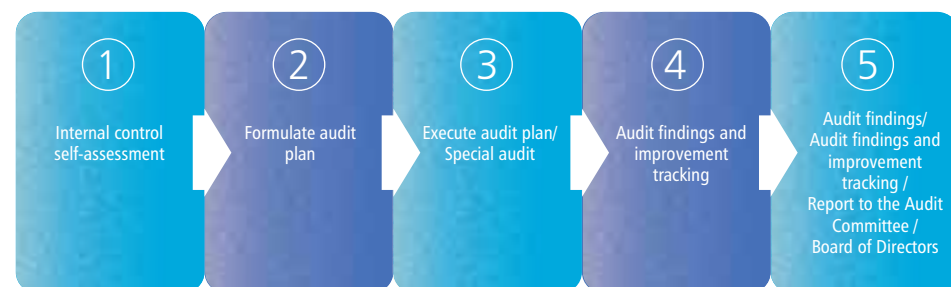 1
Internal control
self-assessment
2
Formulate audit
plan
3
Execute audit plan/
Special audit
4
Audit findings and
improvement
tracking
5
Audit findings/
Audit findings and
improvement
tracking /
Report to the Audit
Committee /
Board of Directors